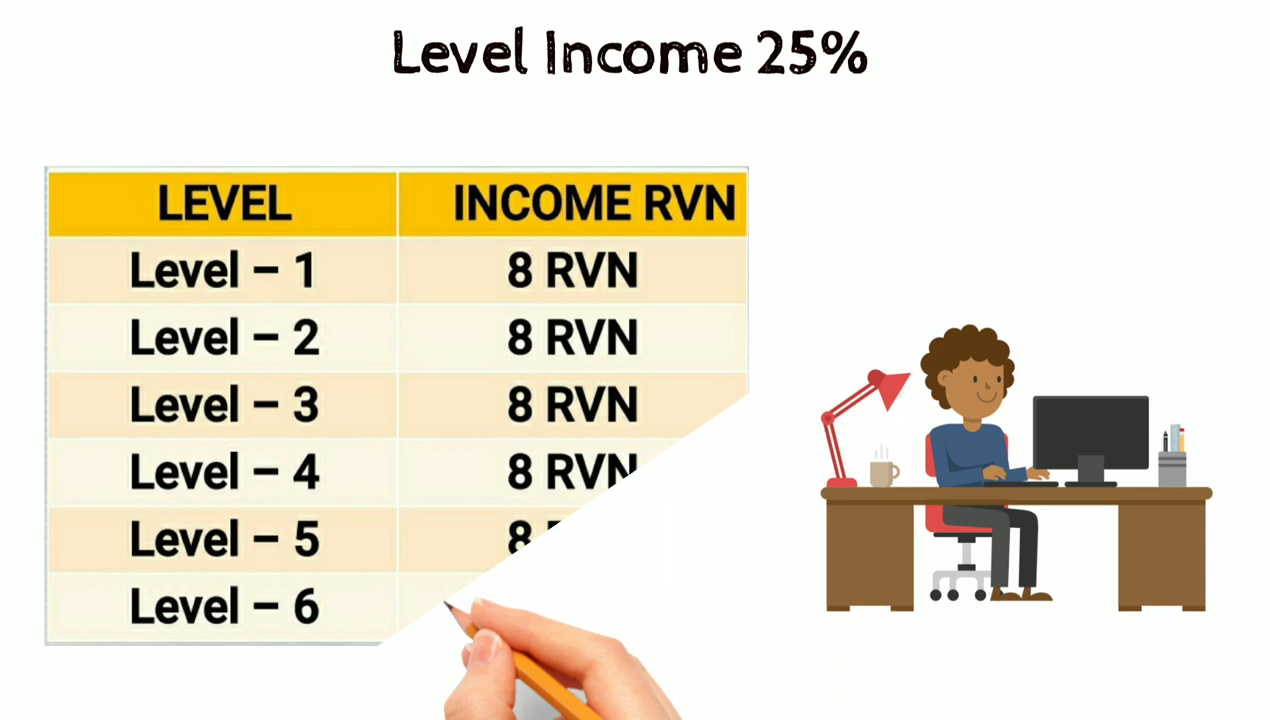 Level Income 25%
LEVEL INCOME RVN
Level – 1 8 RVN
Level – 2 8 RVN
Level – 3 8 RVN
Level – 4 8 RVN
Level – 5 8
Level – 6